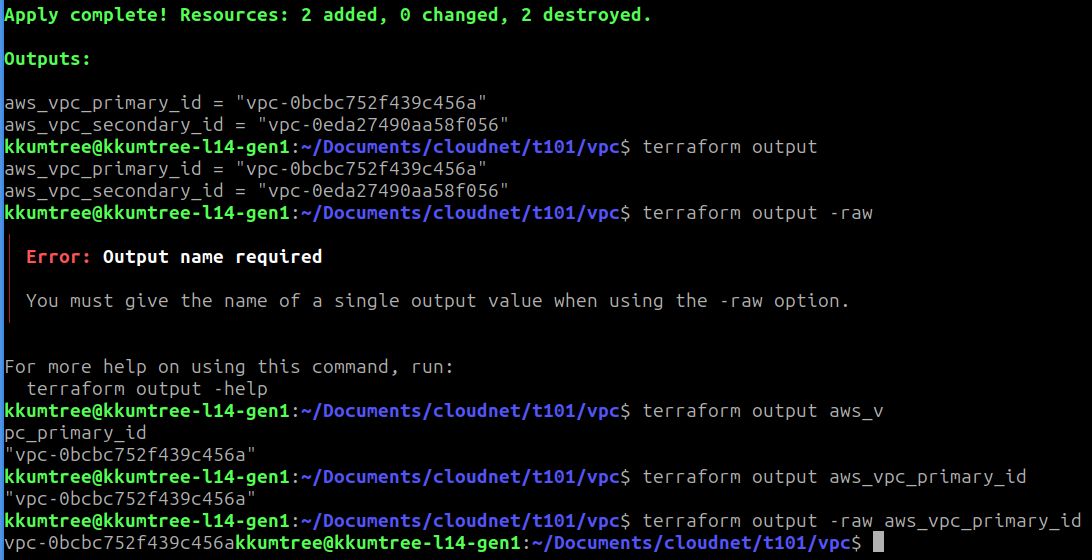 Apply complete! Resources: 2 added, 0 changed, 2 destroyed.
Outputs:
aws_vpc_primary_id = "vpc-0bcbc752f439c456a"
aws_vpc_secondary_id = "vpc-0eda27490aa58f056"
kkumtree@kkumtree-l14-gen1:~/Documents/cloudnet/t101/vpc$ terraform output
aws_vpc_primary_id = "vpc-0bcbc752f439c456a"
aws_vpc_secondary_id = "vpc-0eda27490aa58f056"
kkumtree@kkumtree-l14-gen1:~/Documents/cloudnet/t101/vpc$ terraform output -raw
Error: Output name required
You must give the name of a single output value when using the -raw option.
For more help on using this command, run:
terraform output -help
kkumtree@kkumtree-l14-gen1:~/Documents/cloudnet/t101/vpc$ terraform output aws_v
pc_primary_id
"vpc-0bcbc752f439c456a"
kkumtree@kkumtree-l14-gen1:~/Documents/cloudnet/t101/vpc$ terraform output aws_vpc_primary_id
"vpc-0bcbc752f439c456a"
kkumtree@kkumtree-l14-gen1:~/Documents/cloudnet/t101/vpc$ terraform output -raw aws_vpc_primary_id
vpc-0bcbc752f439c456akkumtree@kkumtree-l14-gen1:~/Documents/cloudnet/t101/vpc$